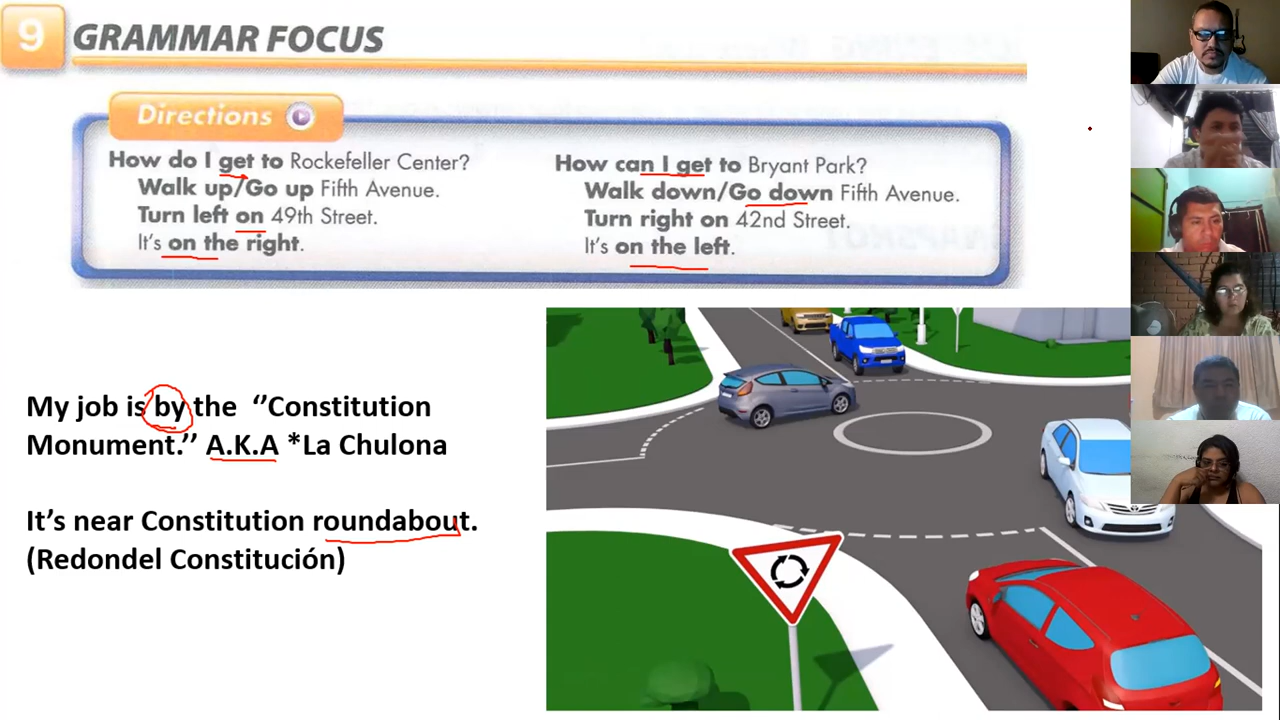 9 GRAMMAR FOCUS
Directions
How do I get to Rockefeller Center?
Walk up/Go up Fifth Avenue.
Turn left on 49th Street.
It's on the right.
How can I get to Bryant Park?
Walk down/Go down Fifth Avenue.
Turn right on 42nd Street.
It's on the left.
My job is by the ‘’Constitution
Monument.’’ A.K.A *La Chulona
It’s near Constitution roundabout.
(Redondel Constitución)